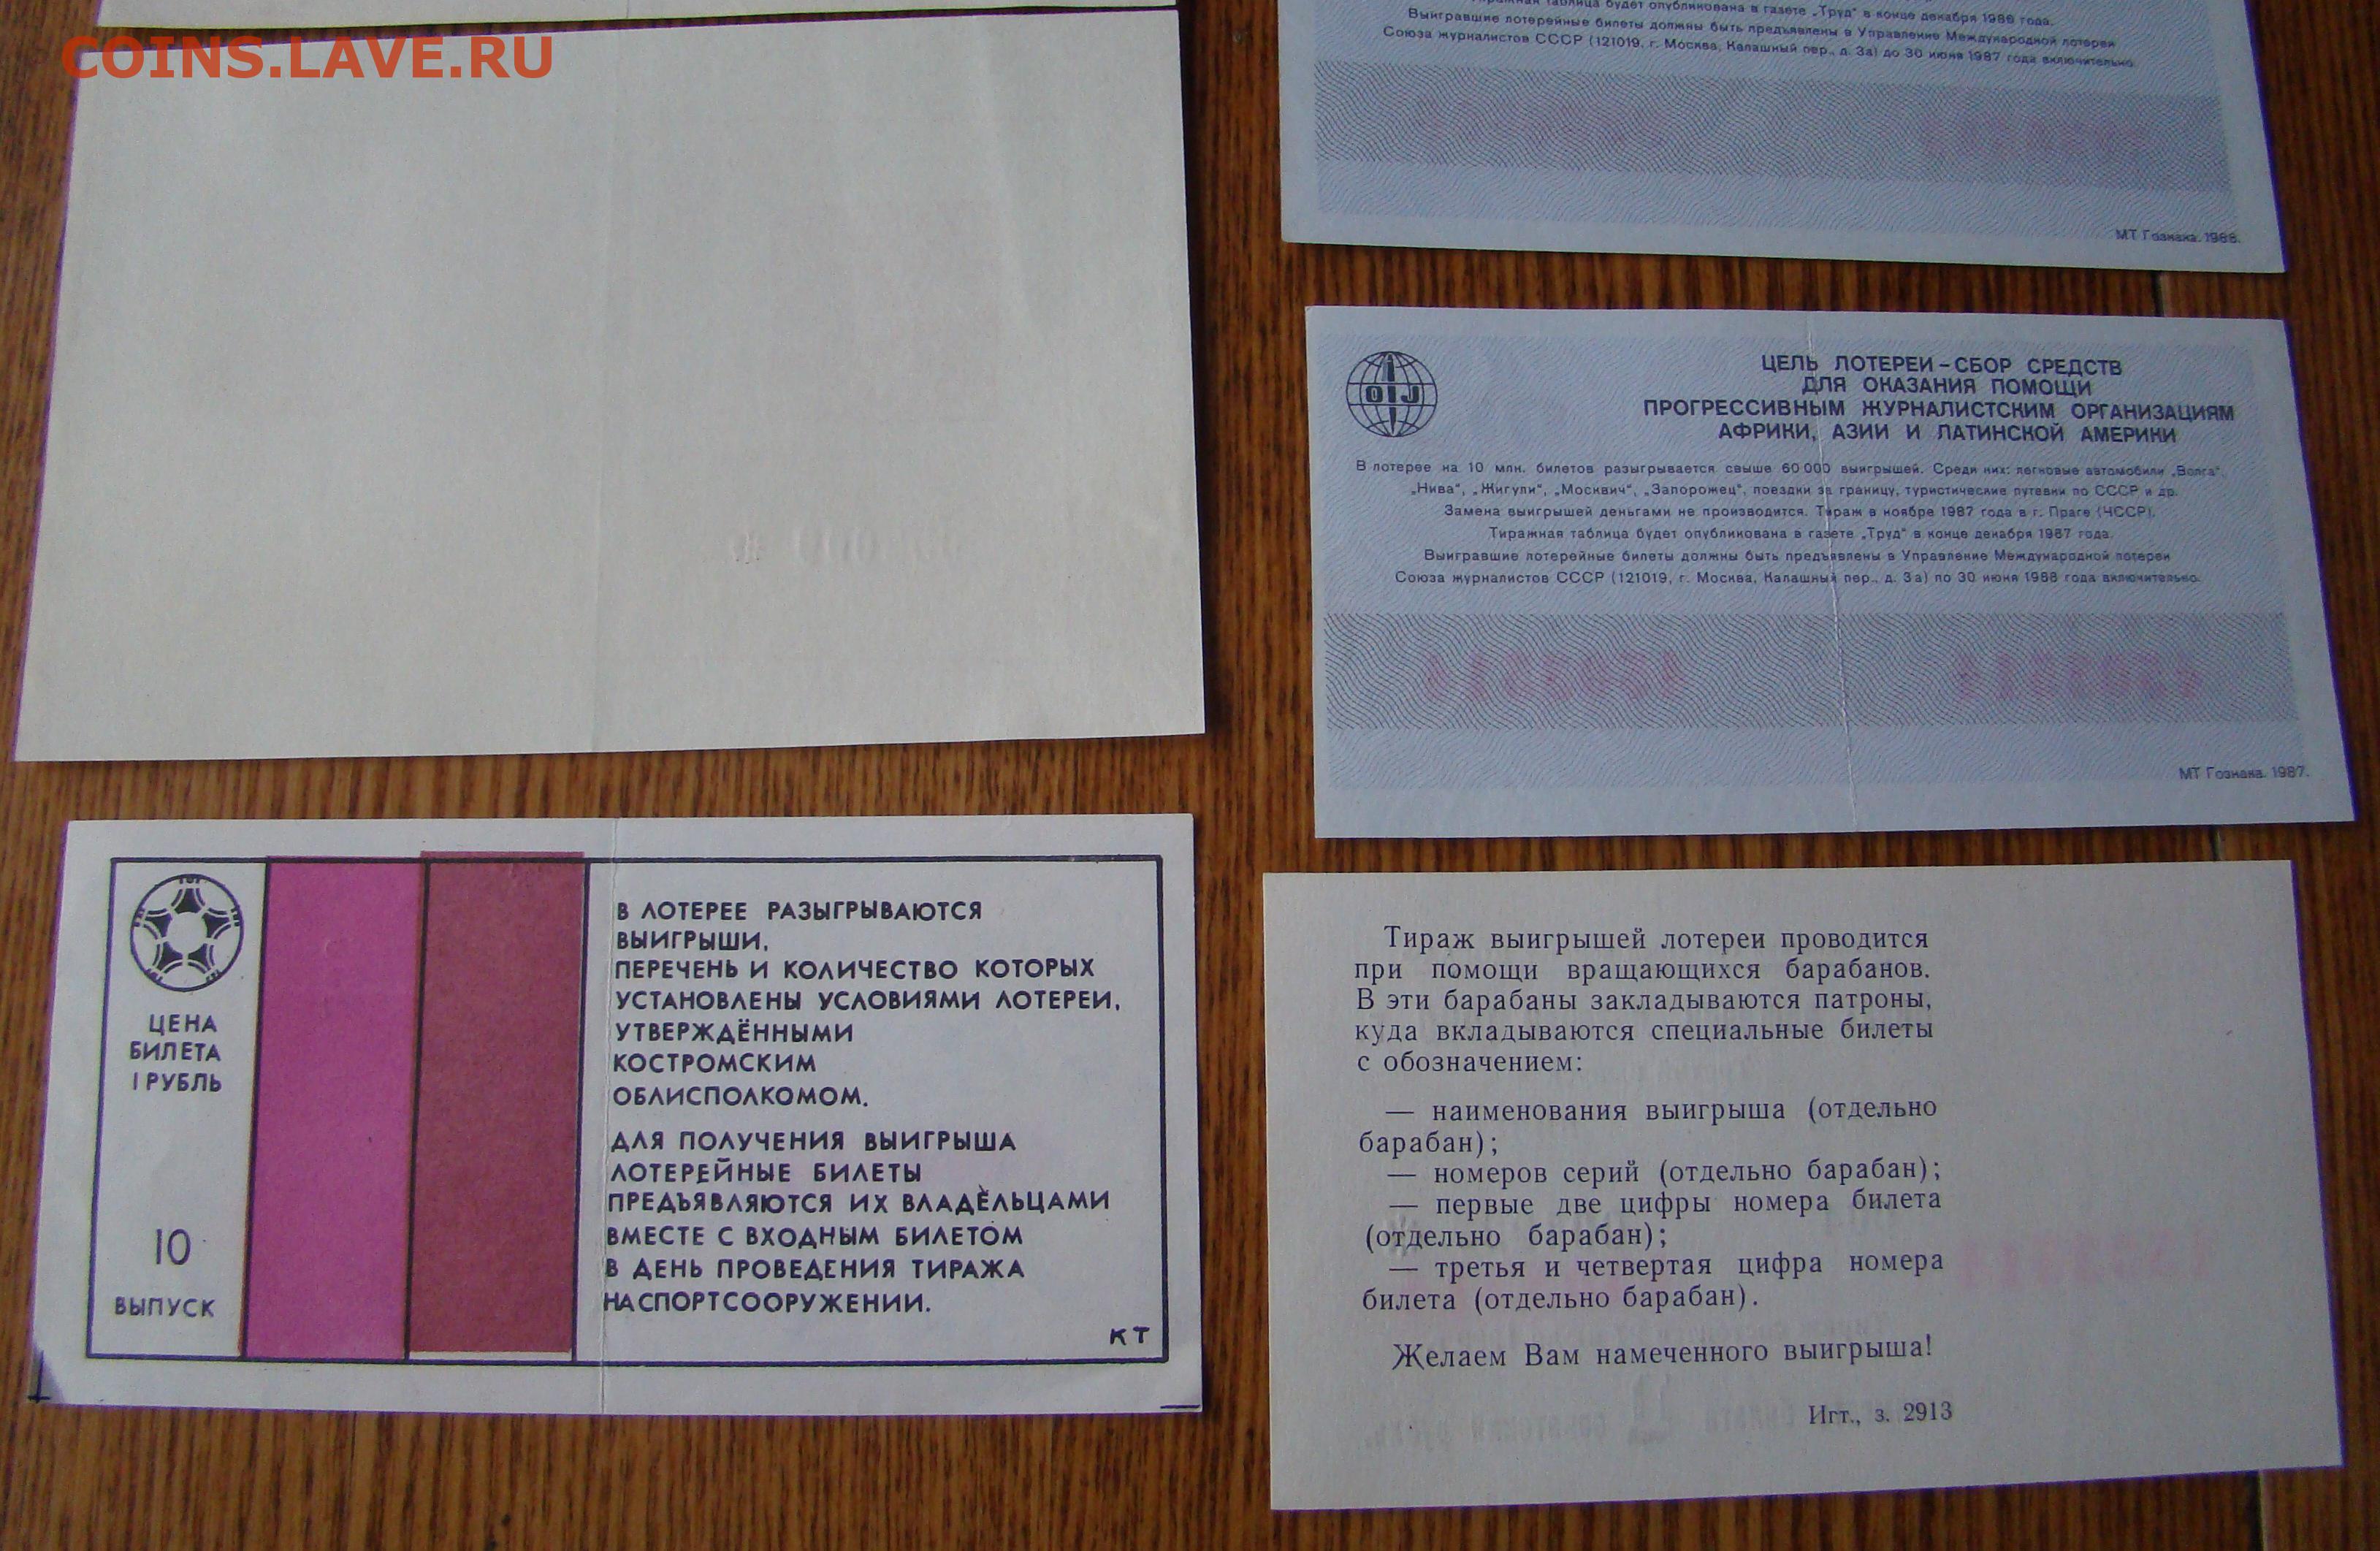 COINS.LAVE.RU
таблица будет опубликована в газете „Труд“ в конце декабря 1986 года.
Выигравшие лотерейные билеты должны быть предъявлены в Управление Международной лотереи
Союза журналистов СССР (121019, г. Москва, Калашный пер., д. 3а) до 30 июня 1987 года включительно.
МТ Гознака. 1986.
OIJ
ЦЕЛЬ ЛОТЕРЕИ – СБОР СРЕДСТВ
ДЛЯ ОКАЗАНИЯ ПОМОЩИ
ПРОГРЕССИВНЫМ ЖУРНАЛИСТСКИМ ОРГАНИЗАЦИЯМ
АФРИКИ, АЗИИ И ЛАТИНСКОЙ АМЕРИКИ
В лотерее на 10 млн. билетов разыгрывается свыше 60 000 выигрышей. Среди них: легковые автомобили „Волга“,
„Нива“, „Жигули“, „Москвич“, „Запорожец“, поездки за границу, туристические путевки по СССР и др.
Замена выигрышей деньгами не производится. Тираж в ноябре 1987 года в г. Праге (ЧССР).
Тиражная таблица будет опубликована в газете „Труд“ в конце декабря 1987 года.
Выигравшие лотерейные билеты должны быть предъявлены в Управление Международной лотереи
Союза журналистов СССР (121019, г. Москва, Калашный пер., д. 3а) по 30 июня 1988 года включительно.
МТ Гознака. 1987.
ЦЕНА
БИЛЕТА
1 РУБЛЬ
10
ВЫПУСК
В ЛОТЕРЕЕ РАЗЫГРЫВАЮТСЯ
ВЫИГРЫШИ,
ПЕРЕЧЕНЬ И КОЛИЧЕСТВО КОТОРЫХ
УСТАНОВЛЕНЫ УСЛОВИЯМИ ЛОТЕРЕИ,
УТВЕРЖДЁННЫМИ
КОСТРОМСКИМ
ОБЛИСПОЛКОМОМ.
ДЛЯ ПОЛУЧЕНИЯ ВЫИГРЫША
ЛОТЕРЕЙНЫЕ БИЛЕТЫ
ПРЕДЪЯВЛЯЮТСЯ ИХ ВЛАДЕЛЬЦАМИ
ВМЕСТЕ С ВХОДНЫМ БИЛЕТОМ
В ДЕНЬ ПРОВЕДЕНИЯ ТИРАЖА
НА СПОРТСООРУЖЕНИИ.
КТ
Тираж выигрышей лотереи проводится
при помощи вращающихся барабанов.
В эти барабаны закладываются патроны,
куда вкладываются специальные билеты
с обозначением:
— наименования выигрыша (отдельно
барабан);
— номеров серий (отдельно барабан);
— первые две цифры номера билета
(отдельно барабан);
— третья и четвертая цифра номера
билета (отдельно барабан).
Желаем Вам намеченного выигрыша!
Игт., з. 2913